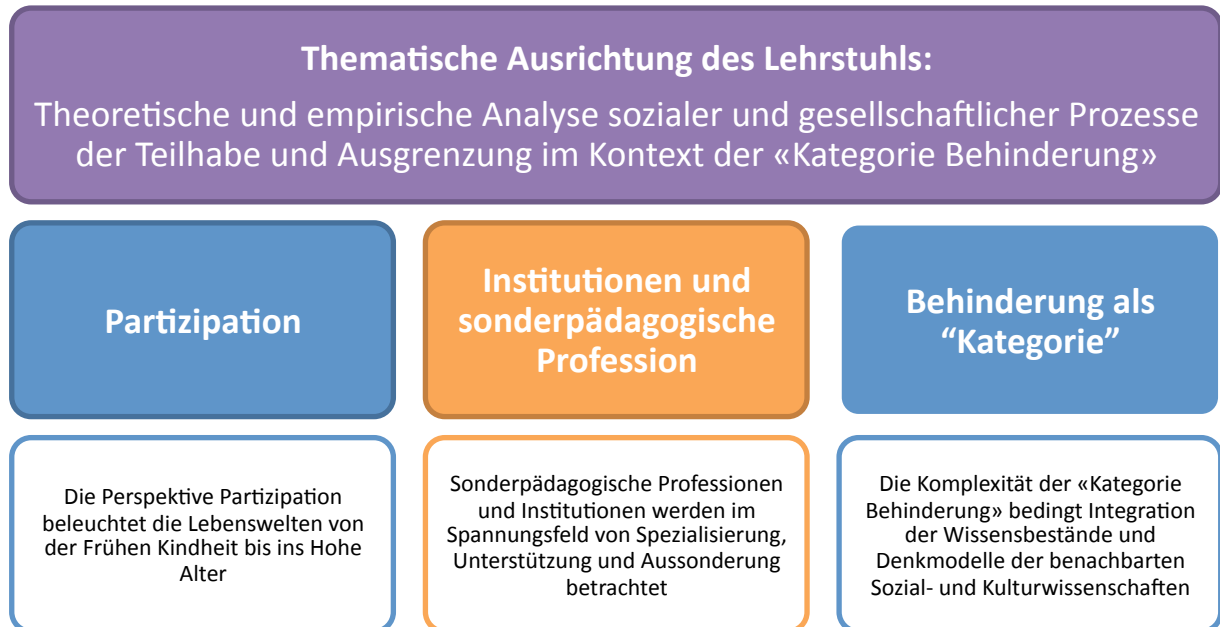 Thematische Ausrichtung des Lehrstuhls:
Theoretische und empirische Analyse sozialer und gesellschaftlicher Prozesse
der Teilhabe und Ausgrenzung im Kontext der «Kategorie Behinderung»
Partizipation
Institutionen und
sonderpädagogische
Profession
Behinderung als
“Kategorie”
Die Perspektive Partizipation
beleuchtet die Lebenswelten von
der Frühen Kindheit bis ins Hohe
Alter
Sonderpädagogische Professionen
und Institutionen werden im
Spannungsfeld von Spezialisierung,
Unterstützung und Aussonderung
betrachtet
Die Komplexität der «Kategorie
Behinderung» bedingt Integration
der Wissensbestände und
Denkmodelle der benachbarten
Sozial- und Kulturwissenschaften